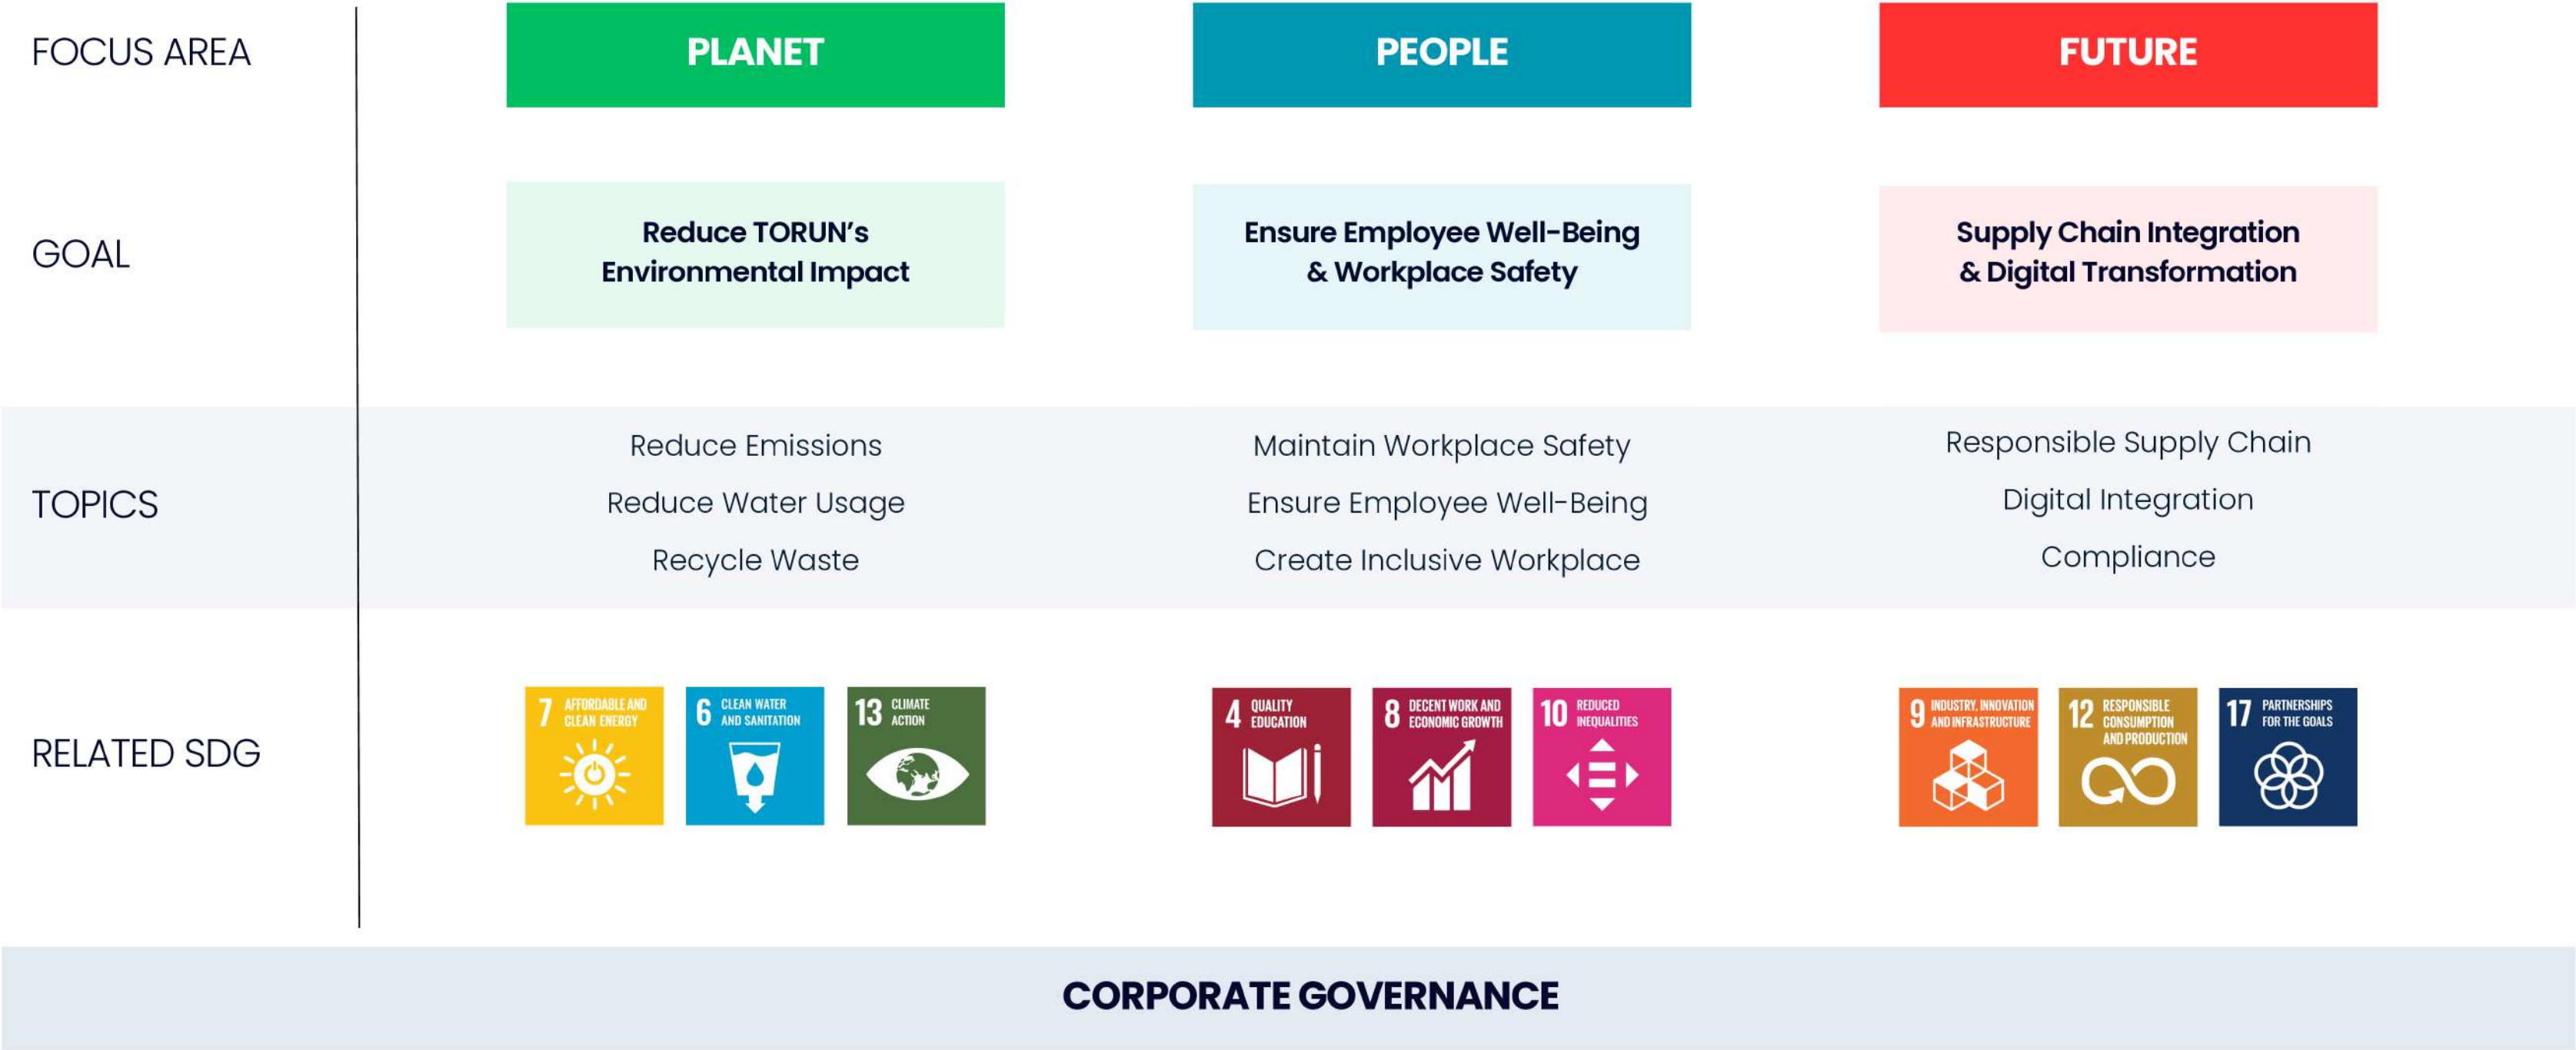 FOCUS AREA
PLANET
PEOPLE
FUTURE
GOAL
Reduce TORUN's
Environmental Impact
Ensure Employee Well-Being
& Workplace Safety
Supply Chain Integration
& Digital Transformation
TOPICS
Reduce Emissions
Reduce Water Usage
Recycle Waste
Maintain Workplace Safety
Ensure Employee Well-Being
Create Inclusive Workplace
Responsible Supply Chain
Digital Integration
Compliance
RELATED SDG
7 AFFORDABLE AND
CLEAN ENERGY
6 CLEAN WATER
AND SANITATION
13 CLIMATE
ACTION
4 QUALITY
EDUCATION
8 DECENT WORK AND
ECONOMIC GROWTH
10 REDUCED
INEQUALITIES
9 INDUSTRY, INNOVATION
AND INFRASTRUCTURE
12 RESPONSIBLE
CONSUMPTION
AND PRODUCTION
17 PARTNERSHIPS
FOR THE GOALS
CORPORATE GOVERNANCE